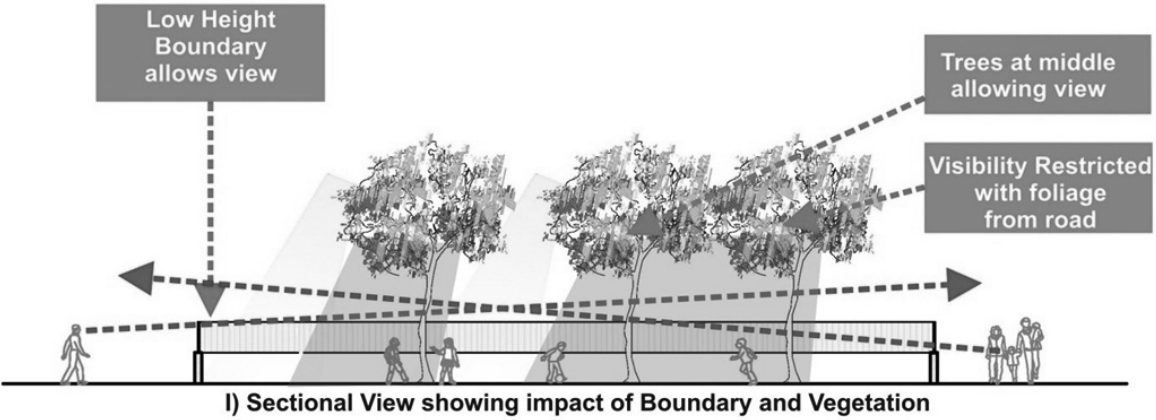 Low Height
Boundary
allows view
Trees at middle
allowing view
Visibility Restricted
with foliage
from road
I) Sectional View showing impact of Boundary and Vegetation